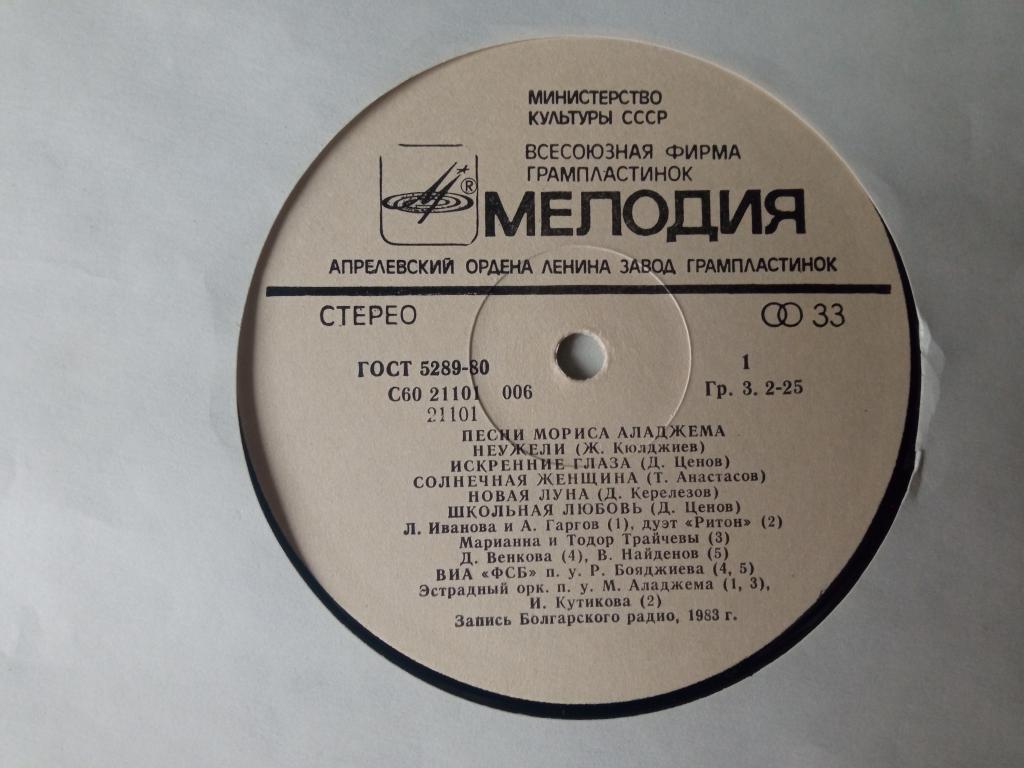 МИНИСТЕРСТВО
КУЛЬТУРЫ СССР
ВСЕСОЮЗНАЯ ФИРМА
ГРАМПЛАСТИНОК
® МЕЛОДИЯ
АПРЕЛЕВСКИЙ ОРДЕНА ЛЕНИНА ЗАВОД ГРАМПЛАСТИНОК
СТЕРЕО 33
ГОСТ 5289-80 1
С60 21101 006 Гр. 3. 2-25
21101
ПЕСНИ МОРИСА АЛАДЖЕМА
НЕУЖЕЛИ (Ж. Кюлджиев)
ИСКРЕННИЕ ГЛАЗА (Д. Ценов)
СОЛНЕЧНАЯ ЖЕНЩИНА (Т. Анастасов)
НОВАЯ ЛУНА (Д. Керелезов)
ШКОЛЬНАЯ ЛЮБОВЬ (Д. Ценов)
Л. Иванова и А. Гаргов (1), дуэт «Ритон» (2)
Марианна и Тодор Трайчевы (3)
Д. Венкова (4), В. Найденов (5)
ВИА «ФСБ» п. у. Р. Бояджиева (4, 5)
Эстрадный орк. п. у. М. Аладжема (1, 3),
И. Кутикова (2)
Запись Болгарского радио, 1983 г.